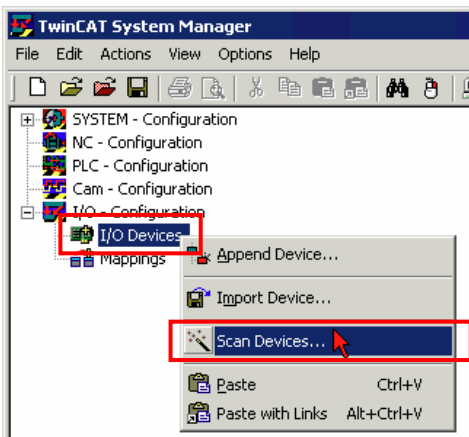 TwinCAT System Manager
File Edit Actions View Options Help
SYSTEM - Configuration
NC - Configuration
PLC - Configuration
Cam - Configuration
I/O - Configuration
I/O Devices
Mappings
Append Device...
Import Device...
Scan Devices...
Paste Ctrl+V
Paste with Links Alt+Ctrl+V